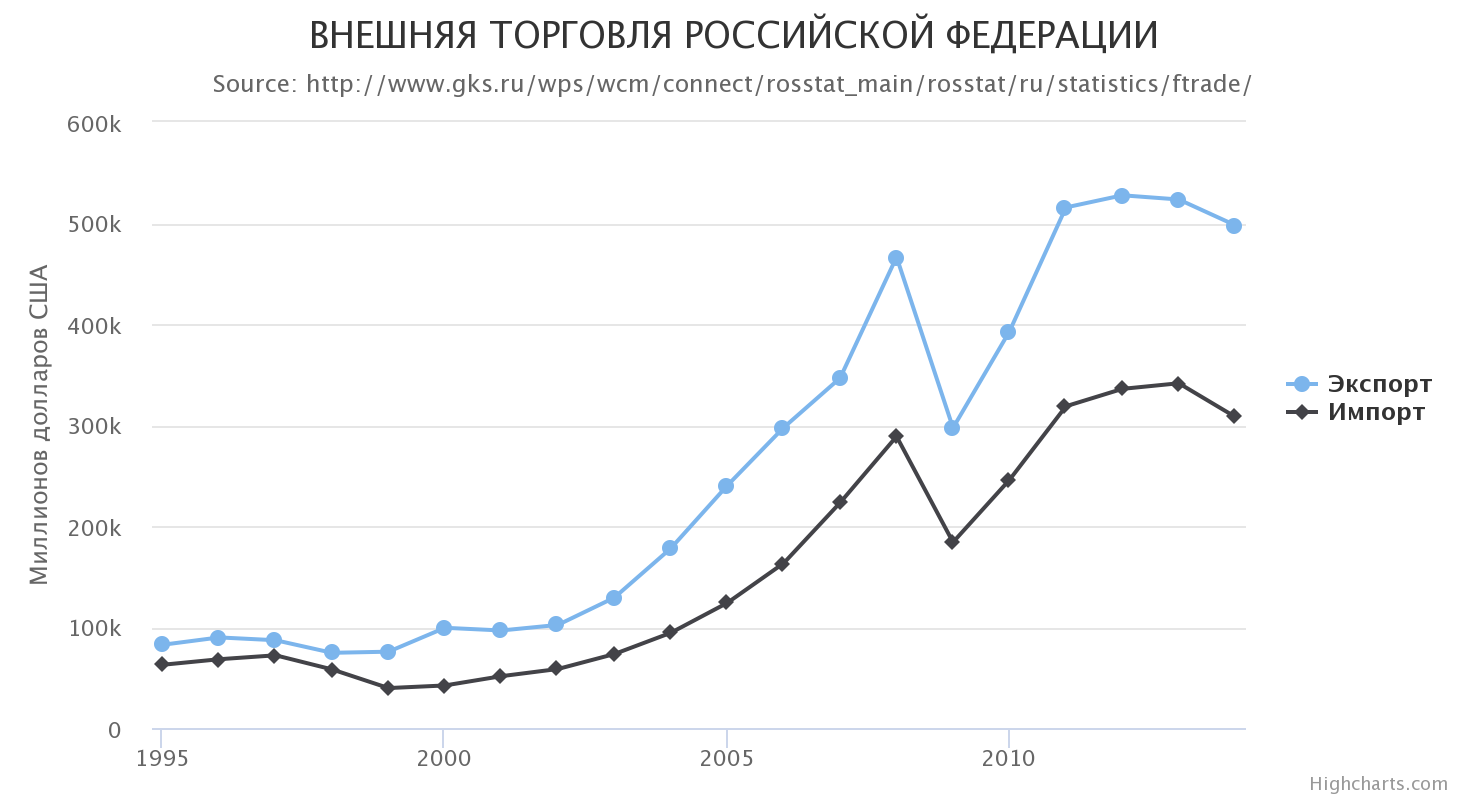 ВНЕШНЯЯ ТОРГОВЛЯ РОССИЙСКОЙ ФЕДЕРАЦИИ
Source: http://www.gks.ru/wps/wcm/connect/rosstat_main/rosstat/ru/statistics/ftrade/
Миллионов долларов США
600k
500k
400k
300k
200k
100k
0
1995
2000
2005
2010
Экспорт
Импорт
Highcharts.com